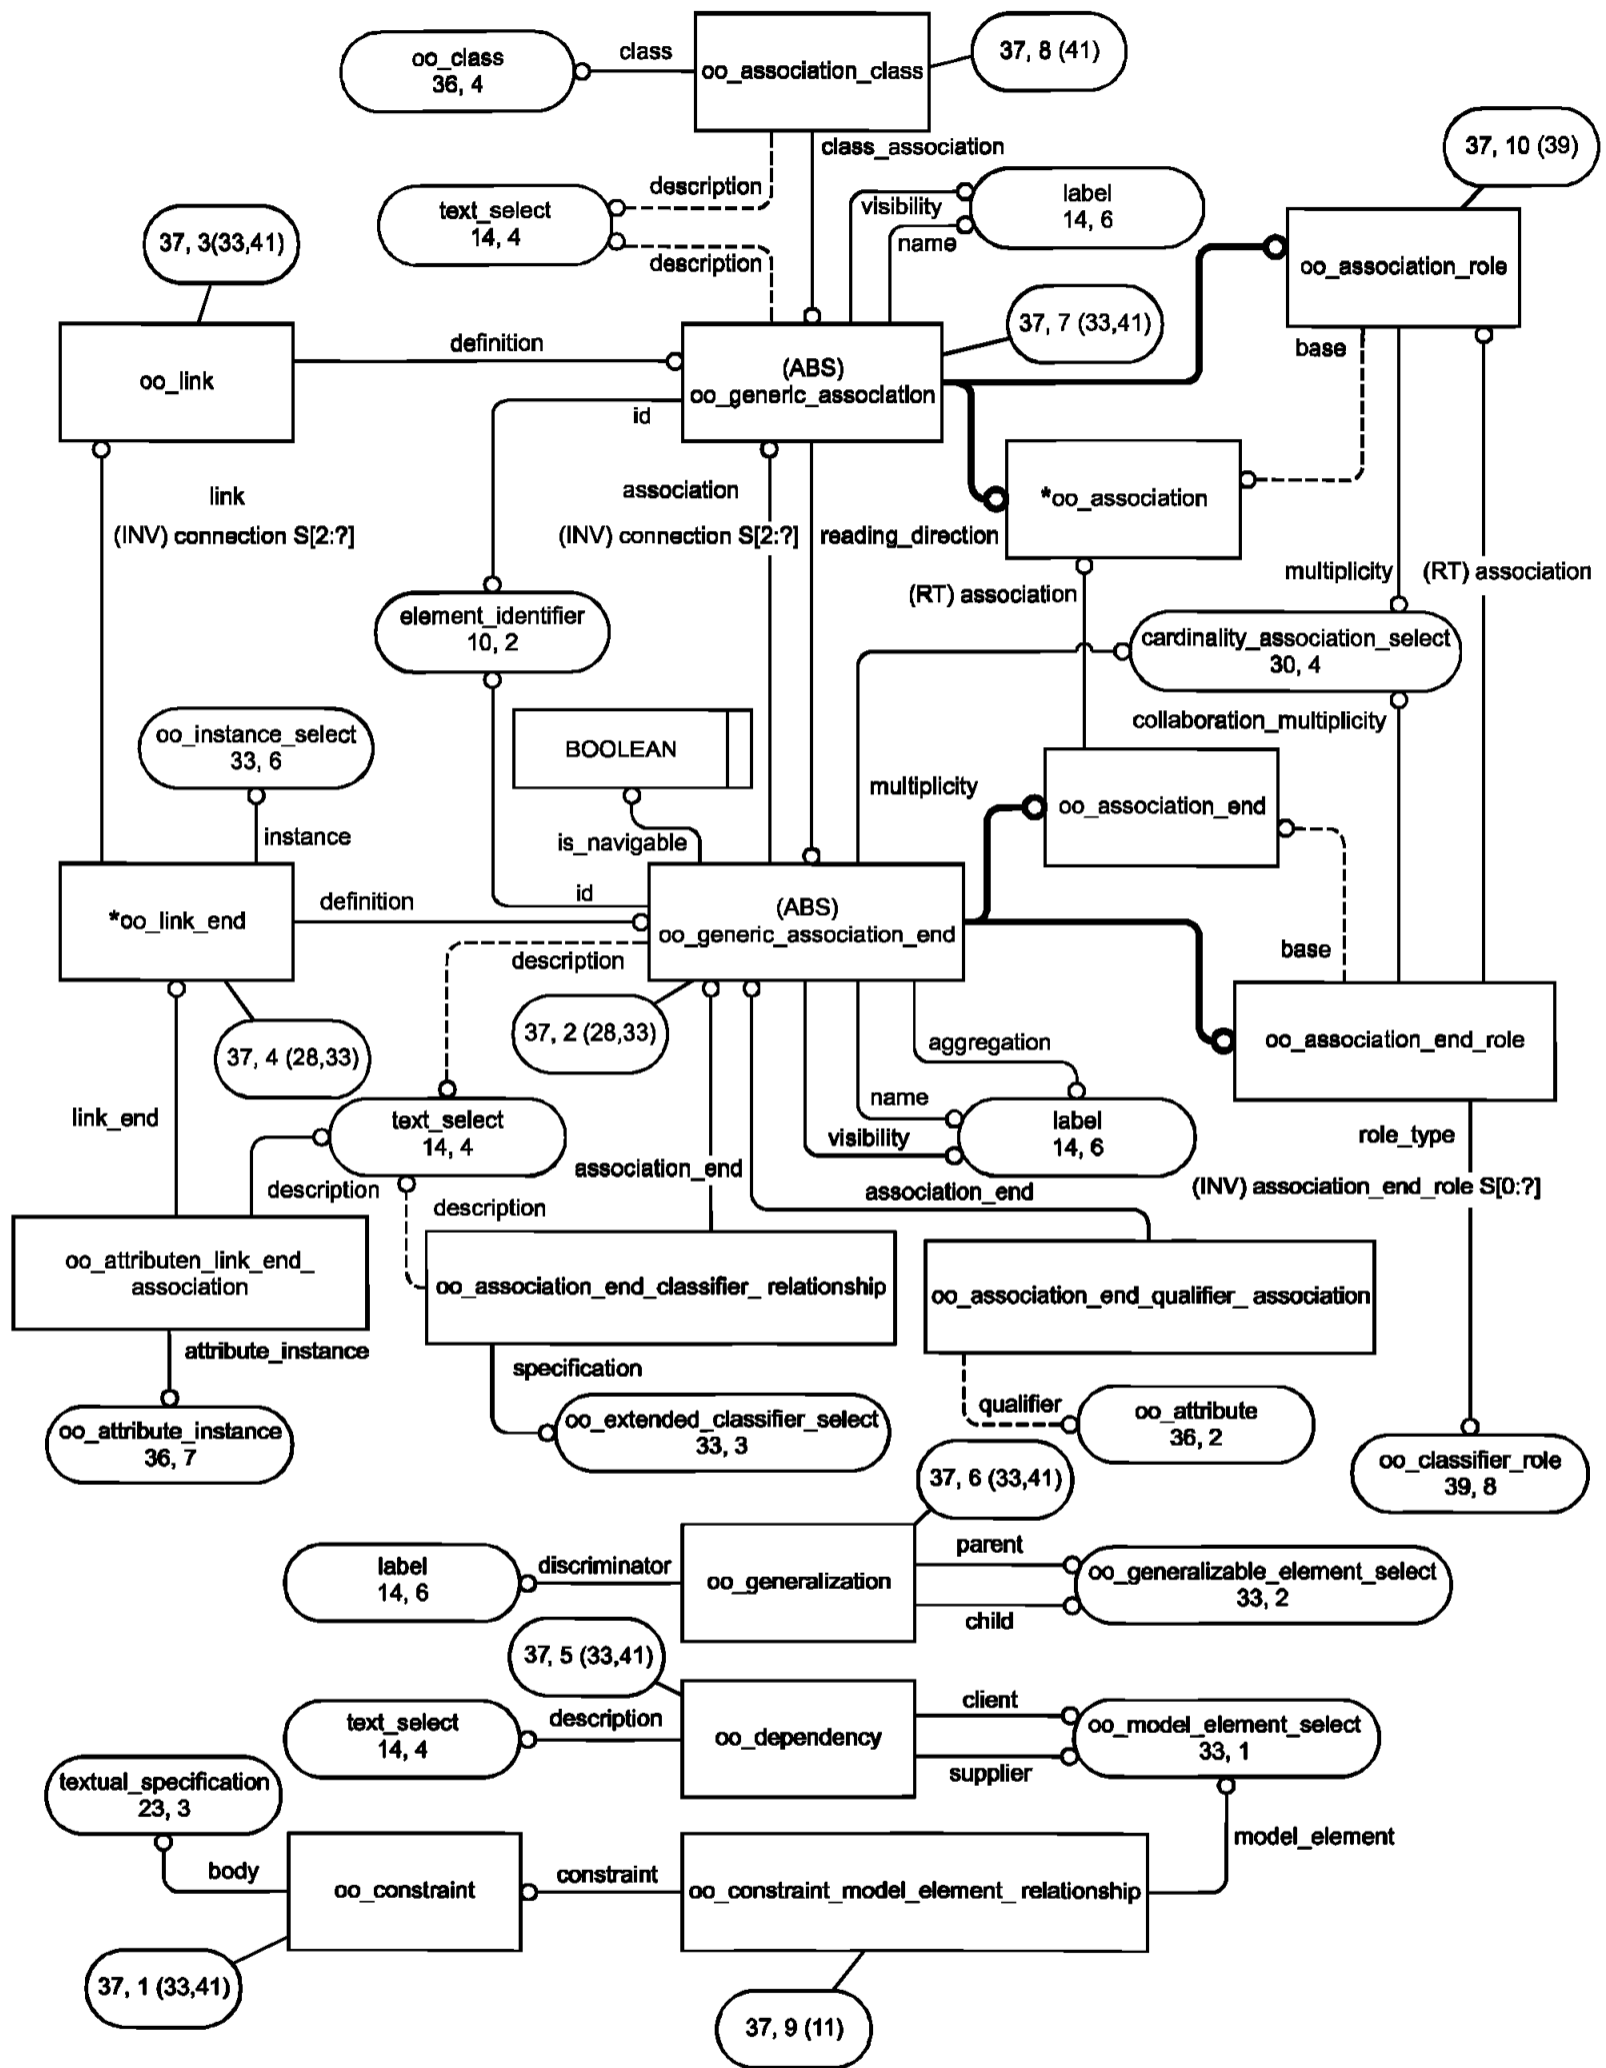 oo_class
36, 4
class
oo_association_class
37, 8 (41)
class_association
37, 10 (39)
description
text_select
14, 4
description
visibility
name
label
14, 6
37, 3(33,41)
oo_association_role
37, 7 (33,41)
base
oo_link
definition
(ABS)
oo_generic_association
id
link
(INV) connection S[2:?]
association
(INV) connection S[2:?]
reading_direction
*oo_association
(RT) association
multiplicity
(RT) association
element_identifier
10, 2
cardinality_association_select
30, 4
collaboration_multiplicity
oo_instance_select
33, 6
instance
BOOLEAN
is_navigable
multiplicity
oo_association_end
*oo_link_end
definition
id
(ABS)
oo_generic_association_end
description
base
37, 2 (28,33)
37, 4 (28,33)
aggregation
oo_association_end_role
link_end
text_select
14, 4
description
description
name
visibility
label
14, 6
association_end
association_end
role_type
(INV) association_end_role S[0:?]
oo_attributen_link_end_
association
oo_association_end_classifier_ relationship
oo_association_end_qualifier_ association
attribute_instance
specification
qualifier
oo_attribute_instance
36, 7
oo_extended_classifier_select
33, 3
oo_attribute
36, 2
oo_classifier_role
39, 8
37, 6 (33,41)
label
14, 6
discriminator
oo_generalization
parent
child
oo_generalizable_element_select
33, 2
37, 5 (33,41)
text_select
14, 4
description
oo_dependency
client
supplier
oo_model_element_select
33, 1
textual_specification
23, 3
body
oo_constraint
constraint
oo_constraint_model_element_ relationship
model_element
37, 1 (33,41)
37, 9 (11)